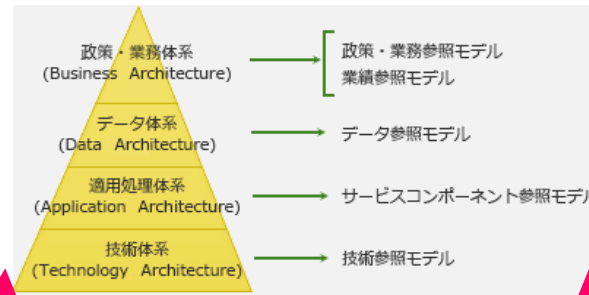 政策・業務体系
(Business Architecture)
政策・業務参照モデル
業績参照モデル
データ体系
(Data Architecture)
データ参照モデル
適用処理体系
(Application Architecture)
サービスコンポーネント参照モデル
技術体系
(Technology Architecture)
技術参照モデル